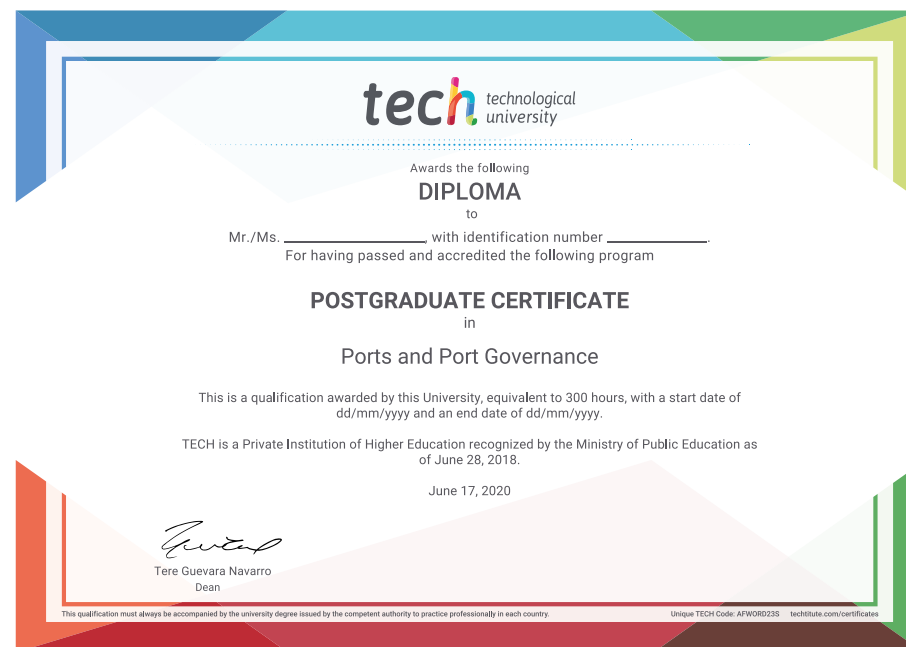 tech technological
university
Awards the following
DIPLOMA
to
Mr./Ms. ____________, with identification number ____________.
For having passed and accredited the following program
POSTGRADUATE CERTIFICATE
in
Ports and Port Governance
This is a qualification awarded by this University, equivalent to 300 hours, with a start date of
dd/mm/yyyy and an end date of dd/mm/yyyy.
TECH is a Private Institution of Higher Education recognized by the Ministry of Public Education as
of June 28, 2018.
June 17, 2020
Tere Guevara Navarro
Dean
This qualification must always be accompanied by the university degree issued by the competent authority to practice professionally in each country. Unique TECH Code: AFWORD23S techtitute.com/certificates